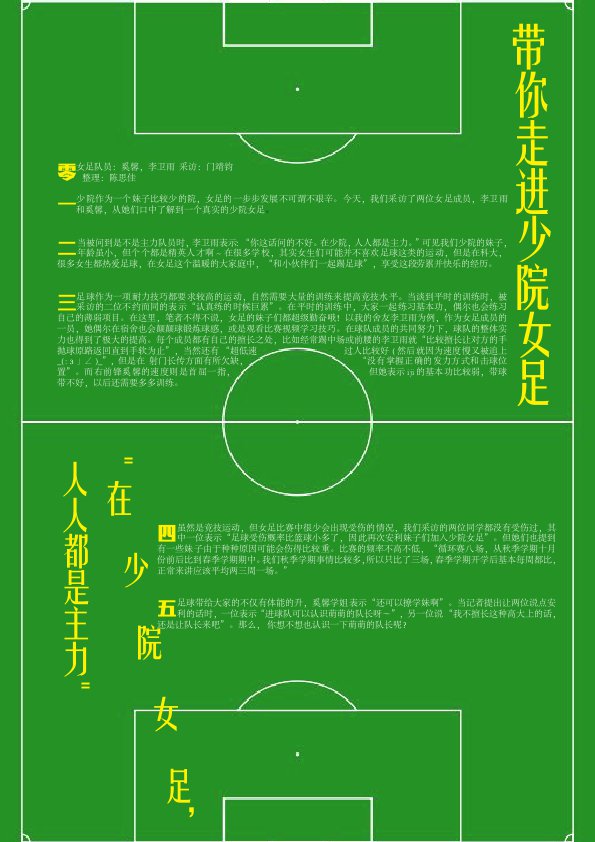 带你走进少院女足
零 女足队员：奚馨，李卫雨 采访：门靖钧
整理：陈思佳
一 少院作为一个妹子比较少的院，女足的一步步发展不可谓不艰辛。今天，我们采访了两位女足成员，李卫雨
和奚馨，从她们口中了解到一个真实的少院女足。
二 当被问到是不是主力队员时，李卫雨表示：“你这话问的不好。在少院，人人都是主力。”可见我们少院的妹子，
年龄虽小，但个个都是精英人才啊～在很多学校，其实女生们可能并不喜欢足球这类的运动，但是在科大，
很多女生都热爱足球，在女足这个温暖的大家庭中，“和小伙伴们一起踢足球”，享受这段劳累并快乐的经历。
三 足球作为一项耐力技巧都要求较高的运动，自然需要大量的训练来提高竞技水平。当谈到平时的训练时，被
采访的二位不约而同的表示“认真练的时候巨累”。在平时的训练中，大家一起练习基本功，偶尔也会练习
自己的薄弱项目。在这里，笔者不得不说，女足的妹子们都超级勤奋哦！以我的舍友李卫雨为例，作为女足成员的
一员，她偶尔在宿舍也会颠颠球锻炼球感，或是观看比赛视频学习技巧。在球队成员的共同努力下，球队的整体实
力也得到了极大的提高。每个成员都有自己的擅长之处，比如经常踢中场或前腰的李卫雨就“比较擅长让对方的手
抛球原路返回直到手软为止”，当然还有“超低速 过人比较好（然后就因为速度慢又被追上
_(:з」∠)_”，但是在 射门长传方面有所欠缺， “没有掌握正确的发力方式和击球位
置”。而右前锋奚馨的速度则是首屈一指， 但她表示 ip 的基本功比较弱，带球
带不好，以后还需要多多训练。
四 虽然是竞技运动，但女足比赛中很少会出现受伤的情况，我们采访的两位同学都没有受伤过，其
中一位表示“足球受伤概率比篮球小多了，因此再次安利妹子们加入少院女足”。但她们也提到
有一些妹子由于种种原因可能会伤得比较重。比赛的频率不高不低，“循环赛八场，从秋季学期十月
份前后比到春季学期期中。我们秋季学期事情比较多，所以只比了三场，春季学期开学后基本每周都比，
正常来讲应该平均两三周一场。”
五 足球带给大家的不仅有体能的升，奚馨学姐表示“还可以撩学妹啊”。当记者提出让两位说点安
利的话时，一位表示“进球队可以认识萌萌的队长呀～”，另一位说“我不擅长这种高大上的话，
还是让队长来吧”。那么，你想不想也认识一下萌萌的队长呢？
“在少院女足，
人人都是主力”